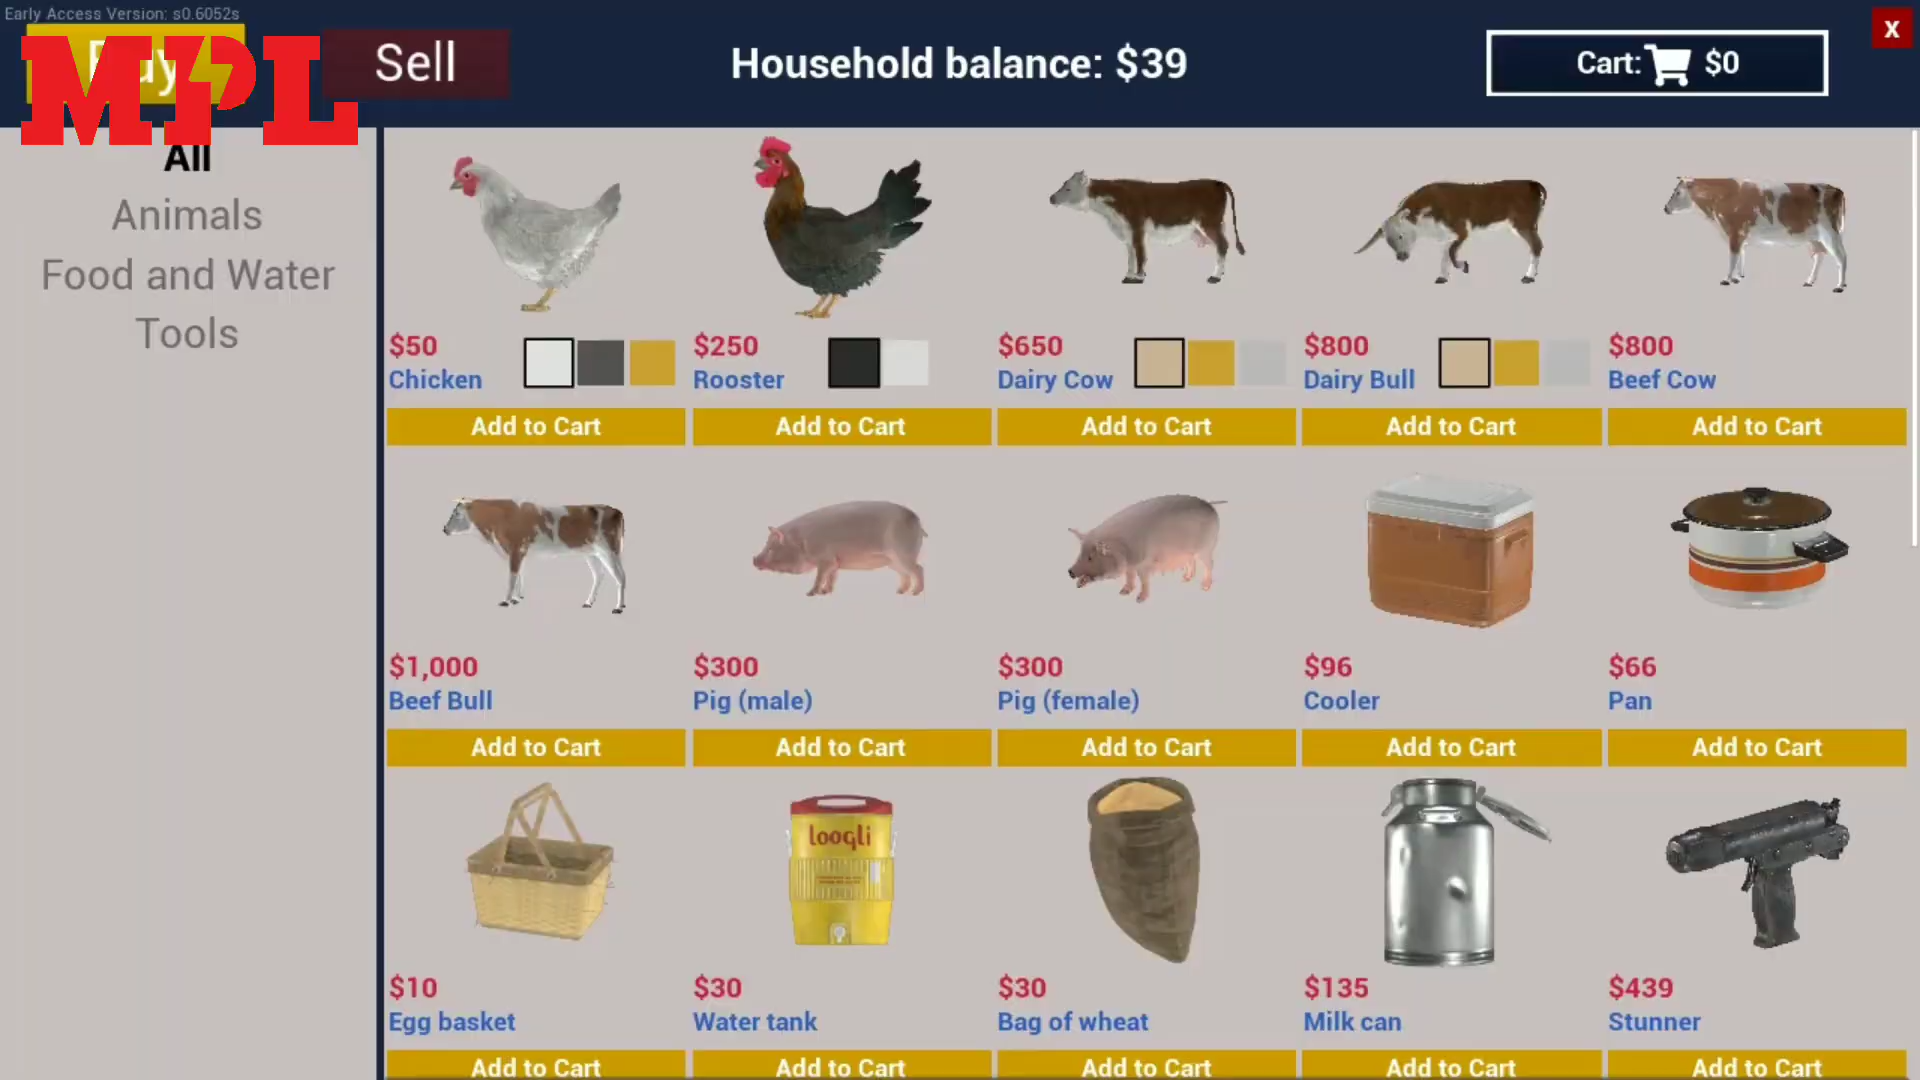 Early Access Version: s0.6052s
MPL
Buy
Sell
Household balance: $39
Cart: $0
X
All
Animals
Food and Water
Tools
$50
Chicken
Add to Cart
$250
Rooster
Add to Cart
$650
Dairy Cow
Add to Cart
$800
Dairy Bull
Add to Cart
$800
Beef Cow
Add to Cart
$1,000
Beef Bull
Add to Cart
$300
Pig (male)
Add to Cart
$300
Pig (female)
Add to Cart
$96
Cooler
Add to Cart
$66
Pan
Add to Cart
loogli
$10
Egg basket
Add to Cart
$30
Water tank
Add to Cart
$30
Bag of wheat
Add to Cart
$135
Milk can
Add to Cart
$439
Stunner
Add to Cart